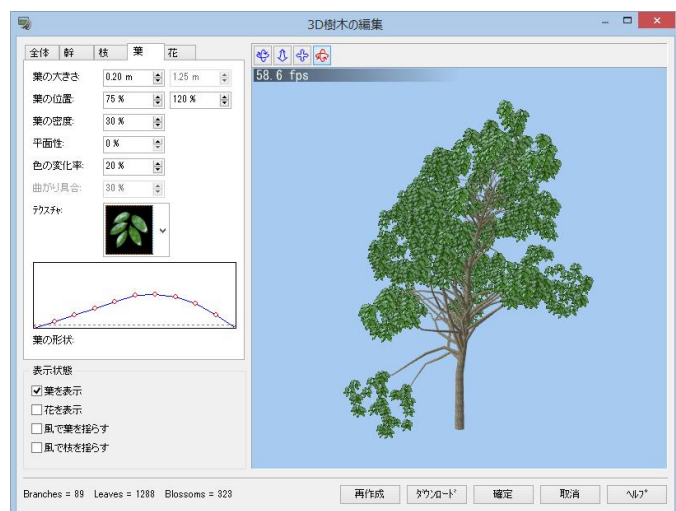 3D樹木の編集
全体 幹 枝 葉 花
葉の大きさ: 0.20 m 1.25 m
葉の位置: 75 % 120 %
葉の密度: 30 %
平面性: 0 %
色の変化率: 20 %
曲がり具合: 30 %
ﾃｸｽﾁｬ:
葉の形状:
表示状態
葉を表示
花を表示
風で葉を揺らす
風で枝を揺らす
58.6 fps
Branches = 89 Leaves = 1288 Blossoms = 323
再作成 ﾀﾞｳﾝﾛｰﾄﾞ 確定 取消 ﾍﾙﾌﾟ